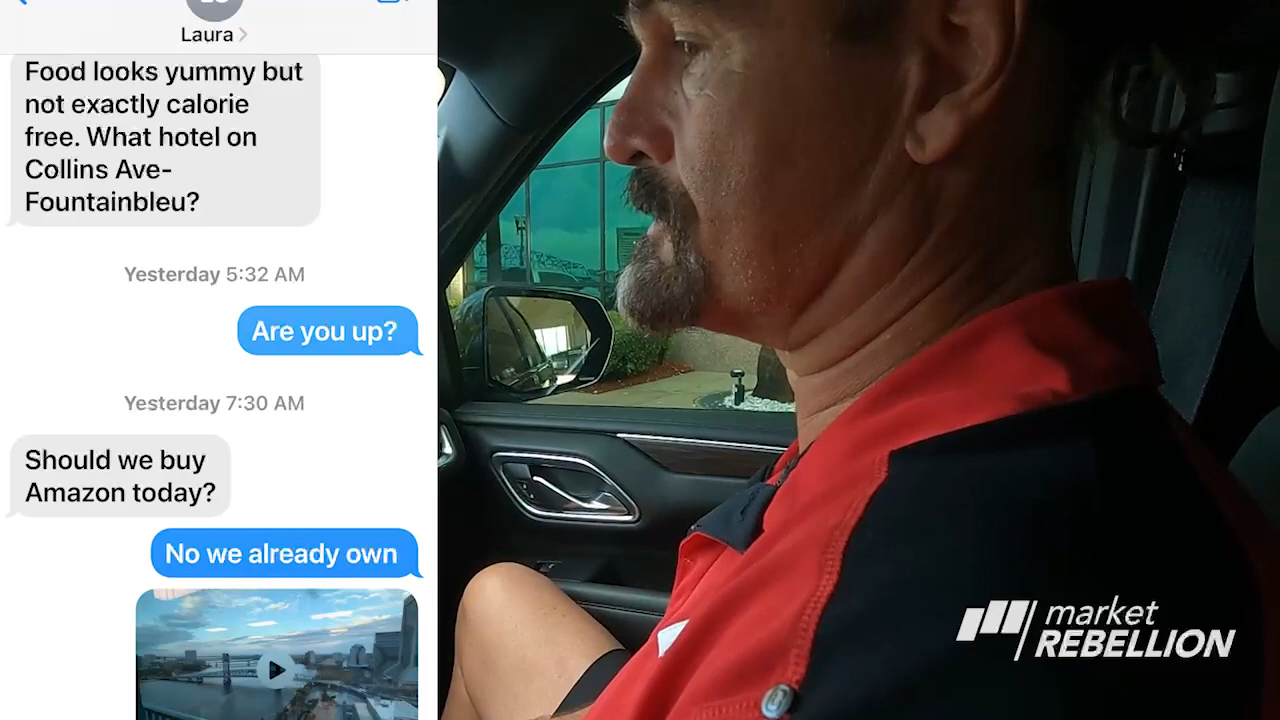 Laura
Food looks yummy but
not exactly calorie
free. What hotel on
Collins Ave-
Fountainbleu?
Yesterday 5:32 AM
Are you up?
Yesterday 7:30 AM
Should we buy
Amazon today?
No we already own
market
REBELLION